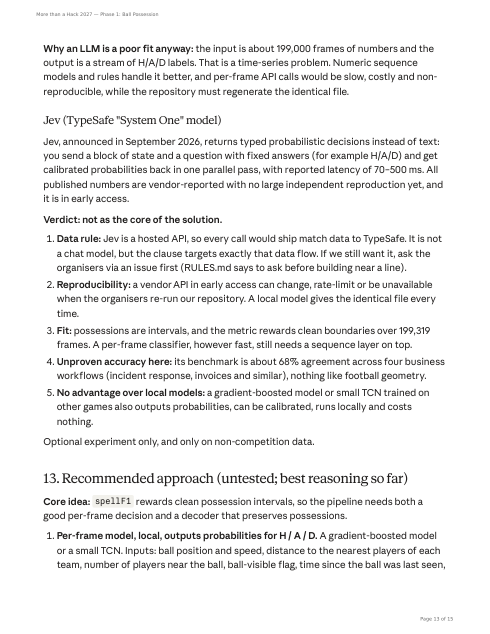 More than a Hack 2027 — Phase 1: Ball Possession
Why an LLM is a poor fit anyway: the input is about 199,000 frames of numbers and the
output is a stream of H/A/D labels. That is a time-series problem. Numeric sequence
models and rules handle it better, and per-frame API calls would be slow, costly and non-
reproducible, while the repository must regenerate the identical file.
Jev (TypeSafe "System One" model)
Jev, announced in September 2026, returns typed probabilistic decisions instead of text:
you send a block of state and a question with fixed answers (for example H/A/D) and get
calibrated probabilities back in one parallel pass, with reported latency of 70–500 ms. All
published numbers are vendor-reported with no large independent reproduction yet, and
it is in early access.
Verdict: not as the core of the solution.
1. Data rule: Jev is a hosted API, so every call would ship match data to TypeSafe. It is not
a chat model, but the clause targets exactly that data flow. If we still want it, ask the
organisers via an issue first (RULES.md says to ask before building near a line).
2. Reproducibility: a vendor API in early access can change, rate-limit or be unavailable
when the organisers re-run our repository. A local model gives the identical file every
time.
3. Fit: possessions are intervals, and the metric rewards clean boundaries over 199,319
frames. A per-frame classifier, however fast, still needs a sequence layer on top.
4. Unproven accuracy here: its benchmark is about 68% agreement across four business
workflows (incident response, invoices and similar), nothing like football geometry.
5. No advantage over local models: a gradient-boosted model or small TCN trained on
other games also outputs probabilities, can be calibrated, runs locally and costs
nothing.
Optional experiment only, and only on non-competition data.
13. Recommended approach (untested; best reasoning so far)
Core idea: spellF1 rewards clean possession intervals, so the pipeline needs both a
good per-frame decision and a decoder that preserves possessions.
1. Per-frame model, local, outputs probabilities for H / A / D. A gradient-boosted model
or a small TCN. Inputs: ball position and speed, distance to the nearest players of each
team, number of players near the ball, ball-visible flag, time since the ball was last seen,
Page 13 of 15